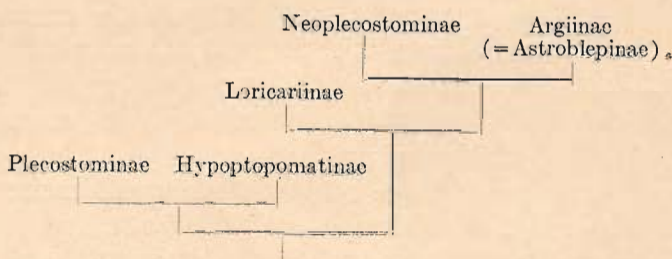 Neoplecostominae Argiinae
(= Astroblepinae).
Loricariinae
Plecostominae Hypoptopomatinae